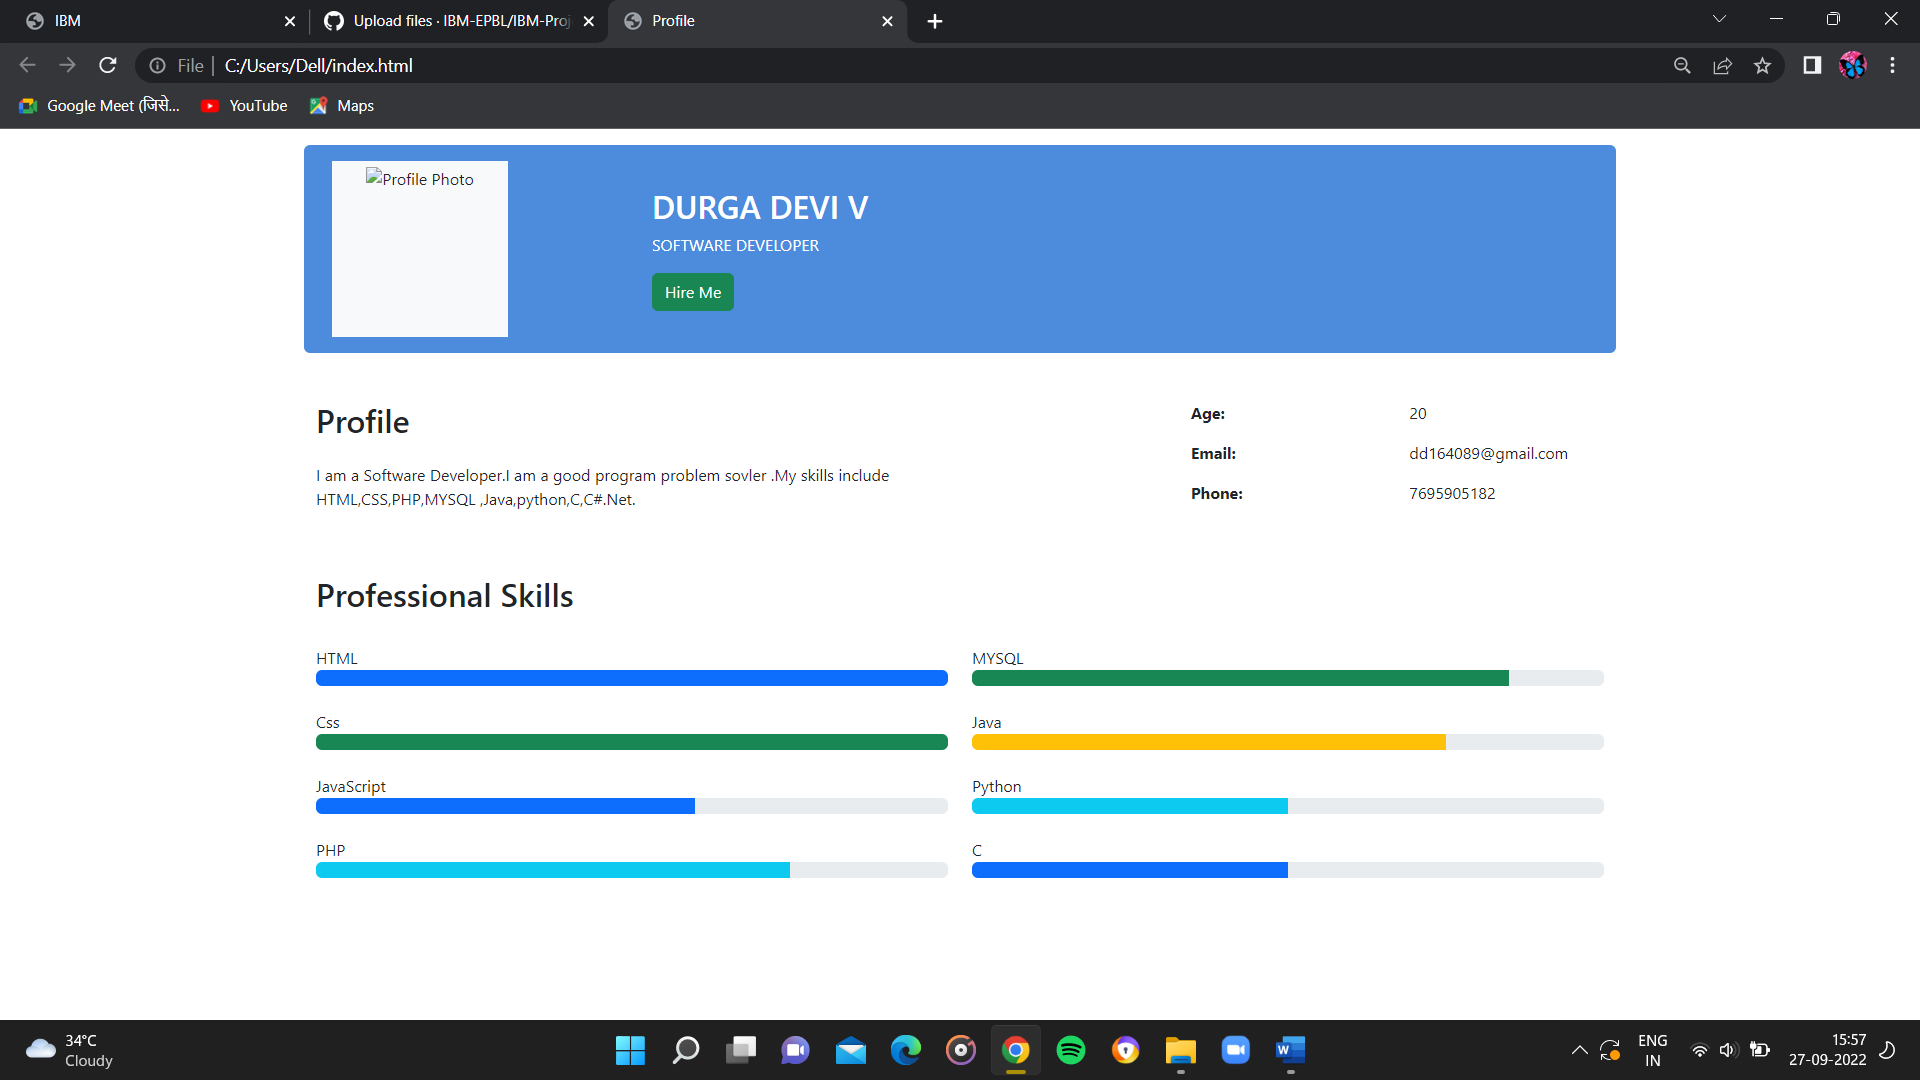 IBM
Upload files · IBM-EPBL/IBM-Proj
Profile
File | C:/Users/Dell/index.html
Google Meet (जिसे...
YouTube
Maps
Profile Photo
DURGA DEVI V
SOFTWARE DEVELOPER
Hire Me
Profile
I am a Software Developer.I am a good program problem sovler .My skills include
HTML,CSS,PHP,MYSQL ,Java,python,C,C#.Net.
Age: 20
Email: dd164089@gmail.com
Phone: 7695905182
Professional Skills
HTML
MYSQL
Css
Java
JavaScript
Python
PHP
C
34°C
Cloudy
W
ENG
IN
15:57
27-09-2022